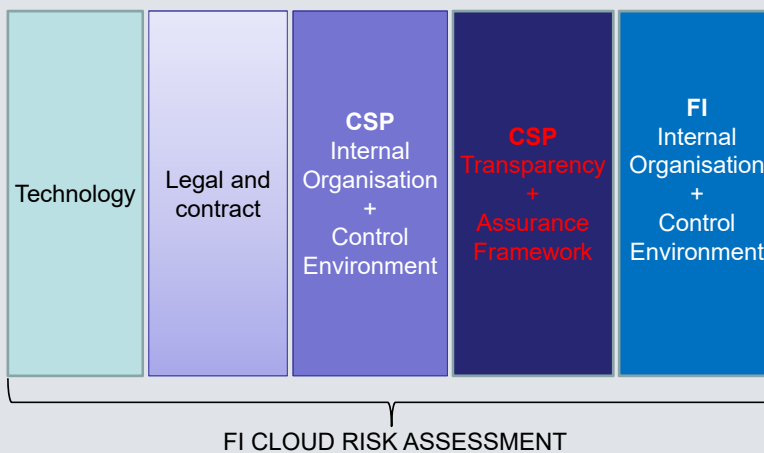 Technology
Legal and
contract
CSP
Internal
Organisation
+
Control
Environment
CSP
Transparency
+
Assurance
Framework
FI
Internal
Organisation
+
Control
Environment
FI CLOUD RISK ASSESSMENT